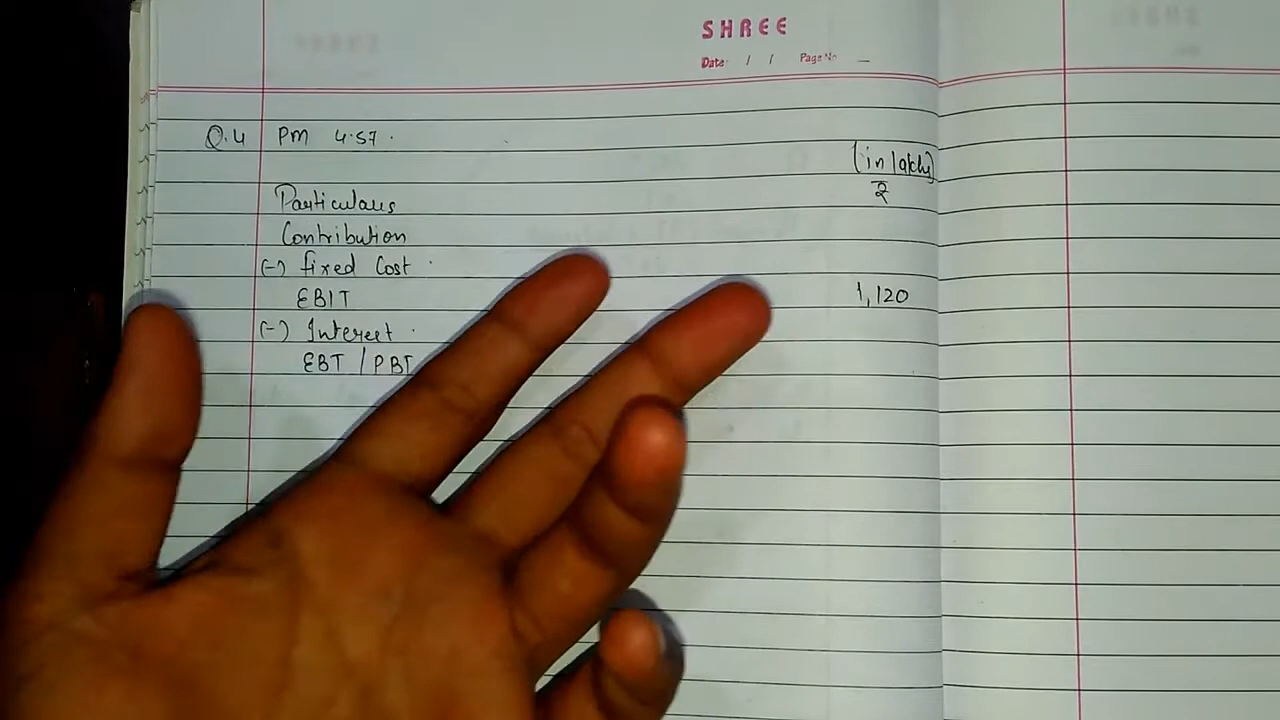 SHREE
Date: / / Page No
Q.4 PM 4.57.
(in lakhs)
Particulars ₹
Contribution
(-) fixed Cost
EBIT 1,120
(-) Interest
EBT / PBT